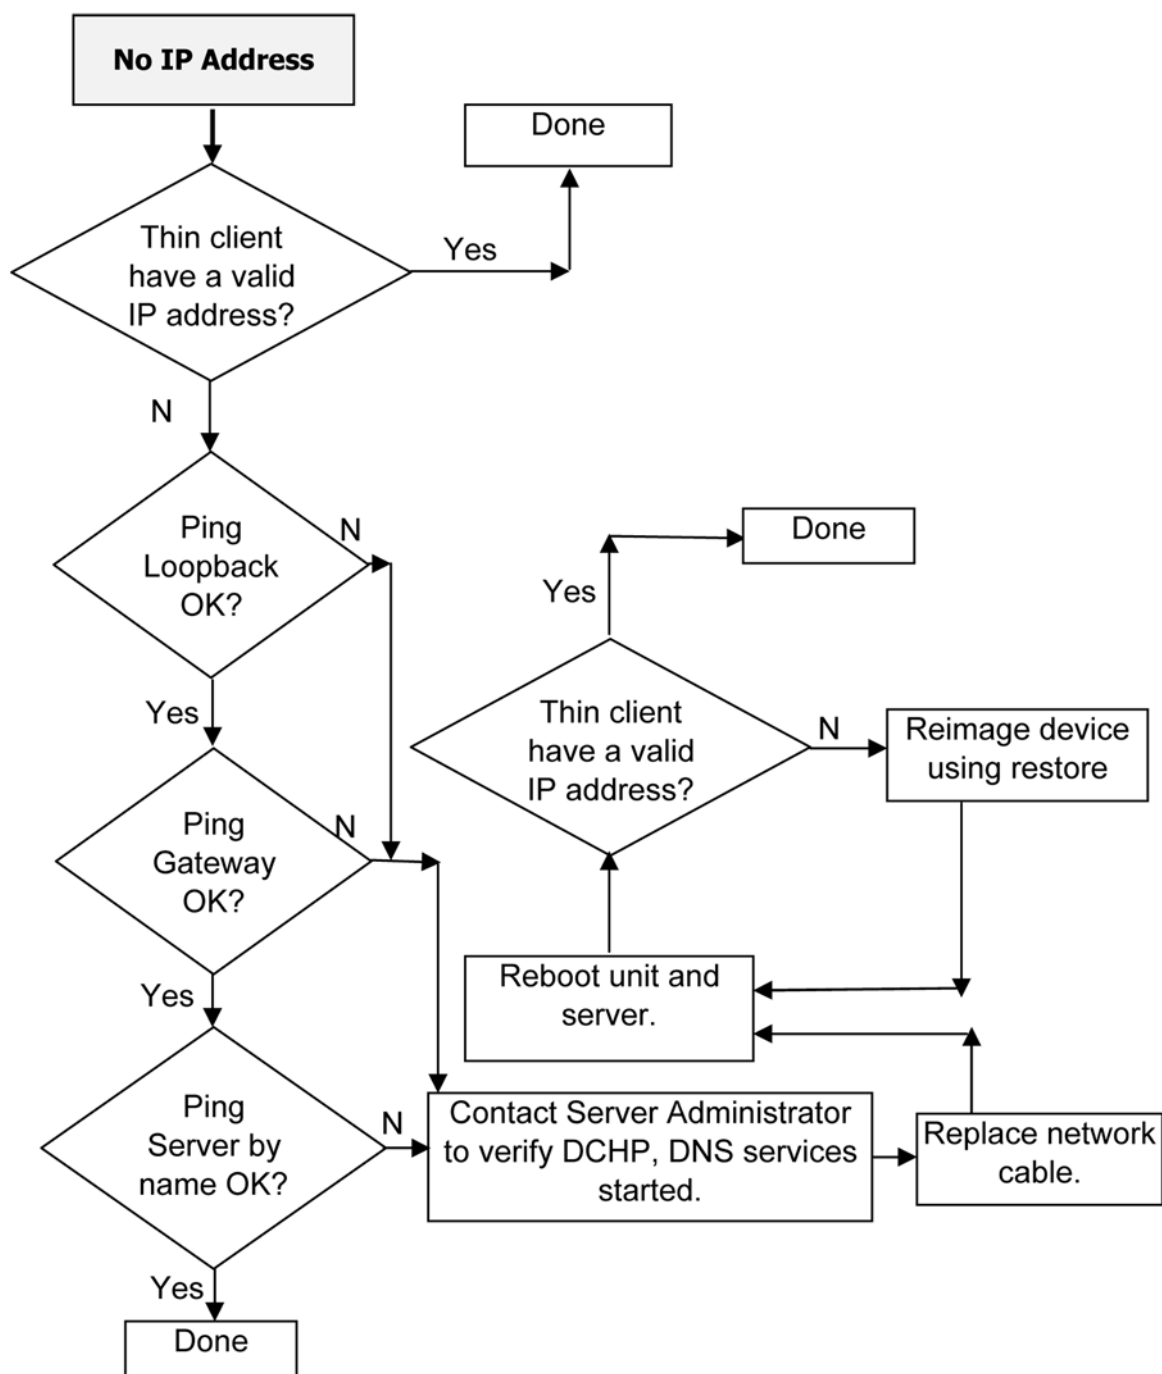 No IP Address
Done
Thin client
have a valid
IP address?
Yes
N
Ping
Loopback
OK?
N
Done
Yes
Yes
Thin client
have a valid
IP address?
N
Reimage device
using restore
Ping
Gateway
OK?
N
Yes
Reboot unit and
server.
Ping
Server by
name OK?
N
Contact Server Administrator
to verify DCHP, DNS services
started.
Replace network
cable.
Yes
Done